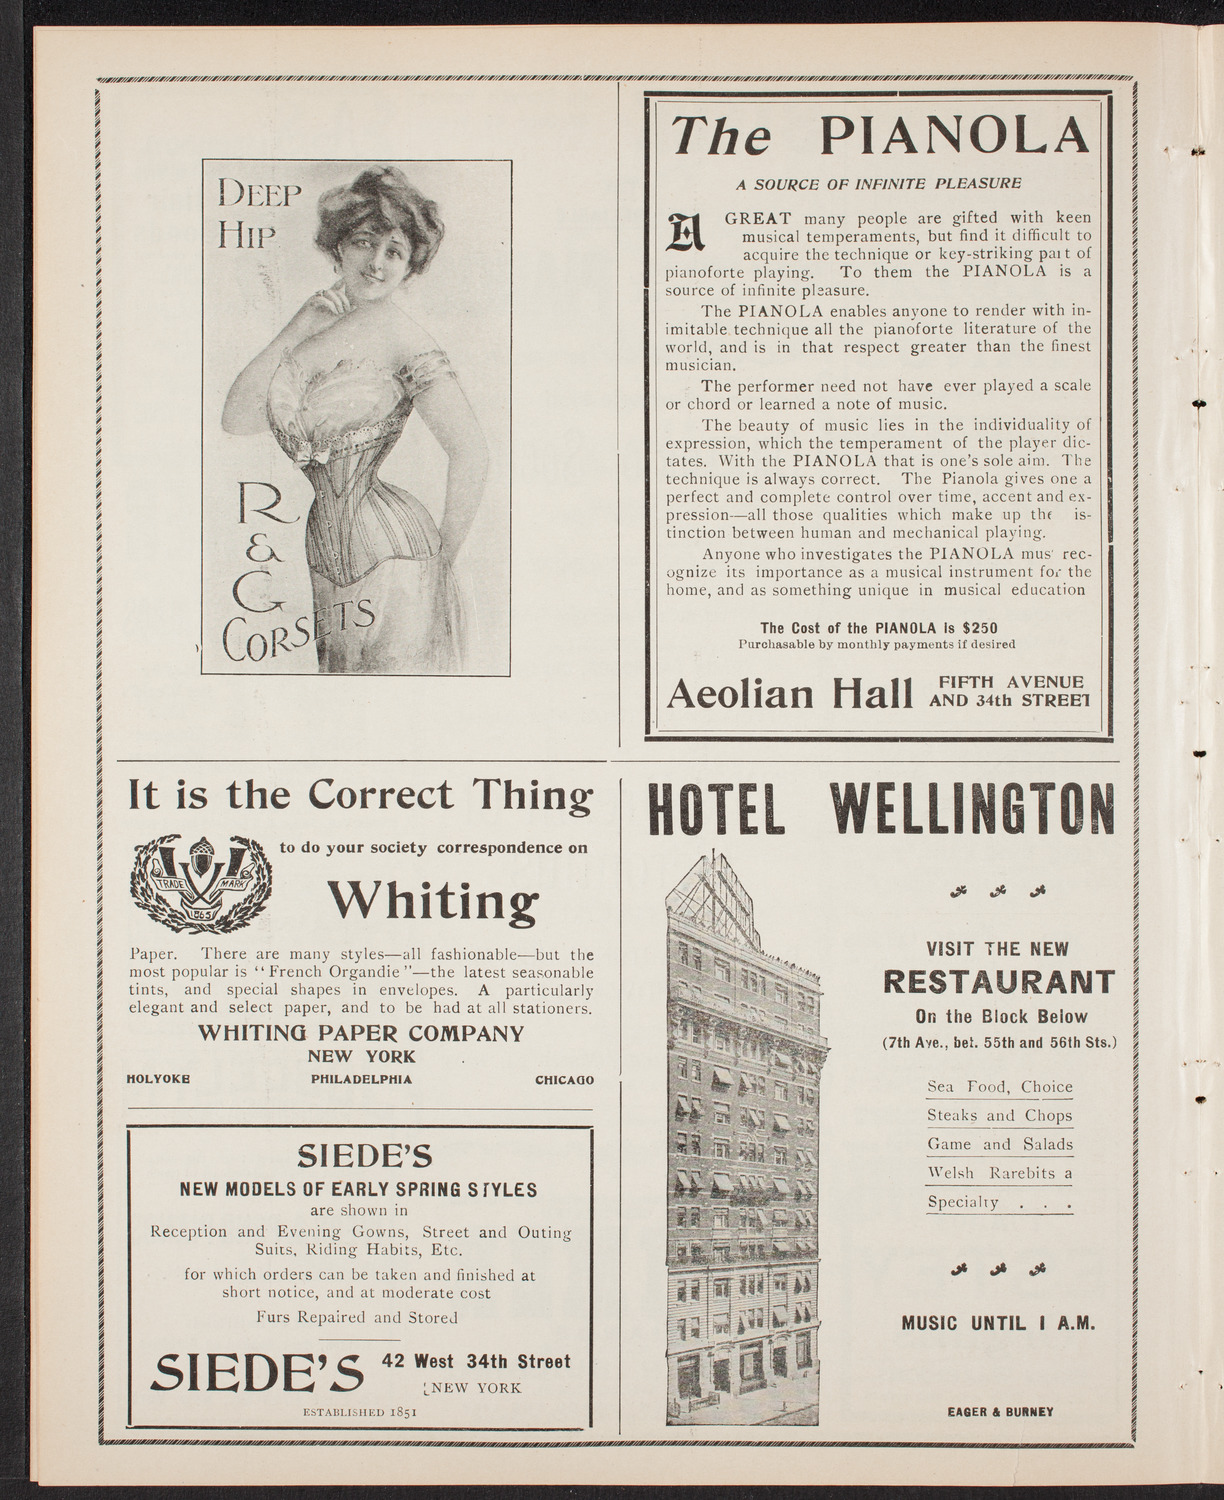 DEEP
HIP
R
&
G
CORSETS
The PIANOLA
A SOURCE OF INFINITE PLEASURE
A GREAT many people are gifted with keen
musical temperaments, but find it difficult to
acquire the technique or key-striking part of
pianoforte playing. To them the PIANOLA is a
source of infinite pleasure.
The PIANOLA enables anyone to render with in-
imitable technique all the pianoforte literature of the
world, and is in that respect greater than the finest
musician.
The performer need not have ever played a scale
or chord or learned a note of music.
The beauty of music lies in the individuality of
expression, which the temperament of the player dic-
tates. With the PIANOLA that is one's sole aim. The
technique is always correct. The Pianola gives one a
perfect and complete control over time, accent and ex-
pression—all those qualities which make up the is-
tinction between human and mechanical playing.
Anyone who investigates the PIANOLA mus rec-
ognize its importance as a musical instrument for the
home, and as something unique in musical education
The Cost of the PIANOLA is $250
Purchasable by monthly payments if desired
Aeolian Hall FIFTH AVENUE
AND 34th STREET
It is the Correct Thing
TRADE MARK
1865
to do your society correspondence on
Whiting
Paper. There are many styles—all fashionable—but the
most popular is "French Organdie"—the latest seasonable
tints, and special shapes in envelopes. A particularly
elegant and select paper, and to be had at all stationers.
WHITING PAPER COMPANY
NEW YORK
HOLYOKE PHILADELPHIA CHICAGO
SIEDE'S
NEW MODELS OF EARLY SPRING STYLES
are shown in
Reception and Evening Gowns, Street and Outing
Suits, Riding Habits, Etc.
for which orders can be taken and finished at
short notice, and at moderate cost
Furs Repaired and Stored
SIEDE'S 42 West 34th Street
NEW YORK
ESTABLISHED 1851
HOTEL WELLINGTON
VISIT THE NEW
RESTAURANT
On the Block Below
(7th Ave., bet. 55th and 56th Sts.)
Sea Food, Choice
Steaks and Chops
Game and Salads
Welsh Rarebits a
Specialty . . .
MUSIC UNTIL 1 A.M.
EAGER & BURNEY